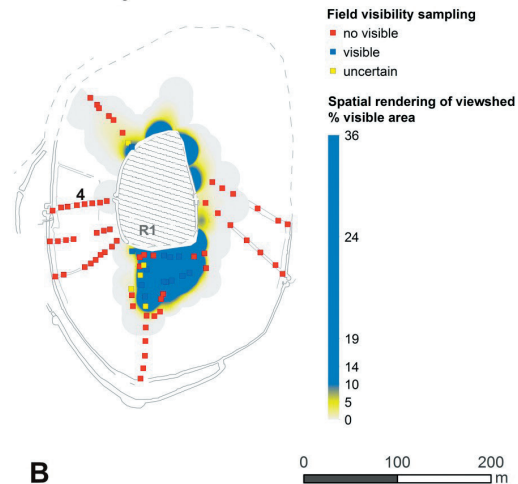 Field visibility sampling
no visible
visible
uncertain
Spatial rendering of viewshed
% visible area
36
24
19
14
10
5
0
4
R1
B
0 100 200
m